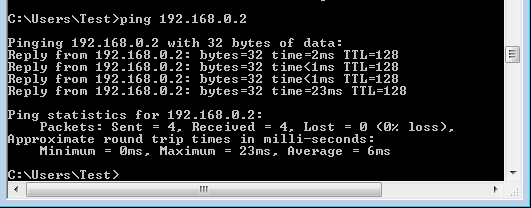 C:\Users\Test>ping 192.168.0.2
Pinging 192.168.0.2 with 32 bytes of data:
Reply from 192.168.0.2: bytes=32 time=2ms TTL=128
Reply from 192.168.0.2: bytes=32 time<1ms TTL=128
Reply from 192.168.0.2: bytes=32 time<1ms TTL=128
Reply from 192.168.0.2: bytes=32 time=23ms TTL=128
Ping statistics for 192.168.0.2:
    Packets: Sent = 4, Received = 4, Lost = 0 (0% loss),
Approximate round trip times in milli-seconds:
    Minimum = 0ms, Maximum = 23ms, Average = 6ms
C:\Users\Test>